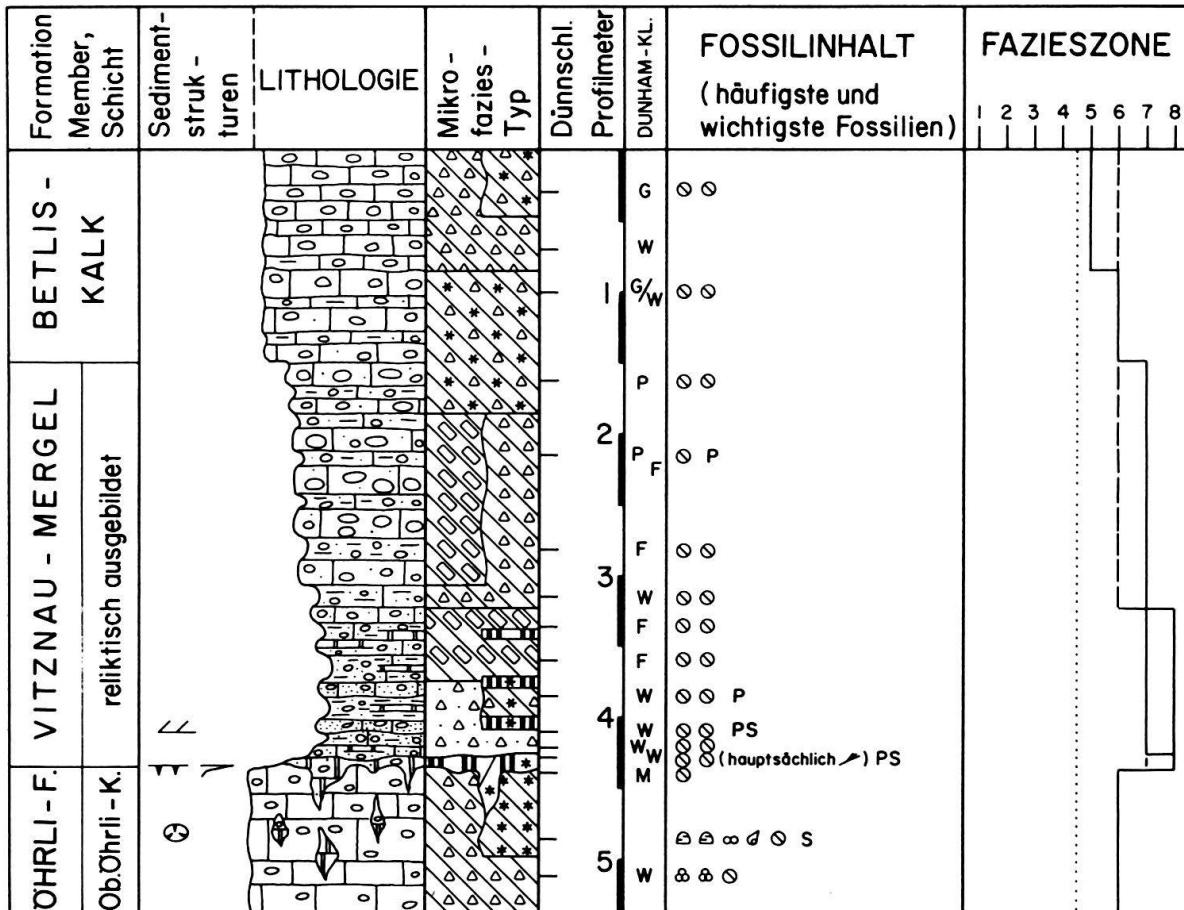 Formation
Member,
Schicht
Sediment-
struk-
turen
LITHOLOGIE
Mikro-
fazies-
Typ
Dünnschl.
Profilmeter
DUNHAM-KL.
FOSSILINHALT
(häufigste und
wichtigste Fossilien)
FAZIESZONE
1 2 3 4 5 6 7 8
BETLIS-
KALK
VITZNAU-MERGEL
reliktisch ausgebildet
ÖHRLI-F.
Ob.Öhrli-K.
G
W
1
G/W
P
2
P F
P
F
3
W
F
F
W
P
4
W
PS
W
W
(hauptsächlich ) PS
M
S
5
W